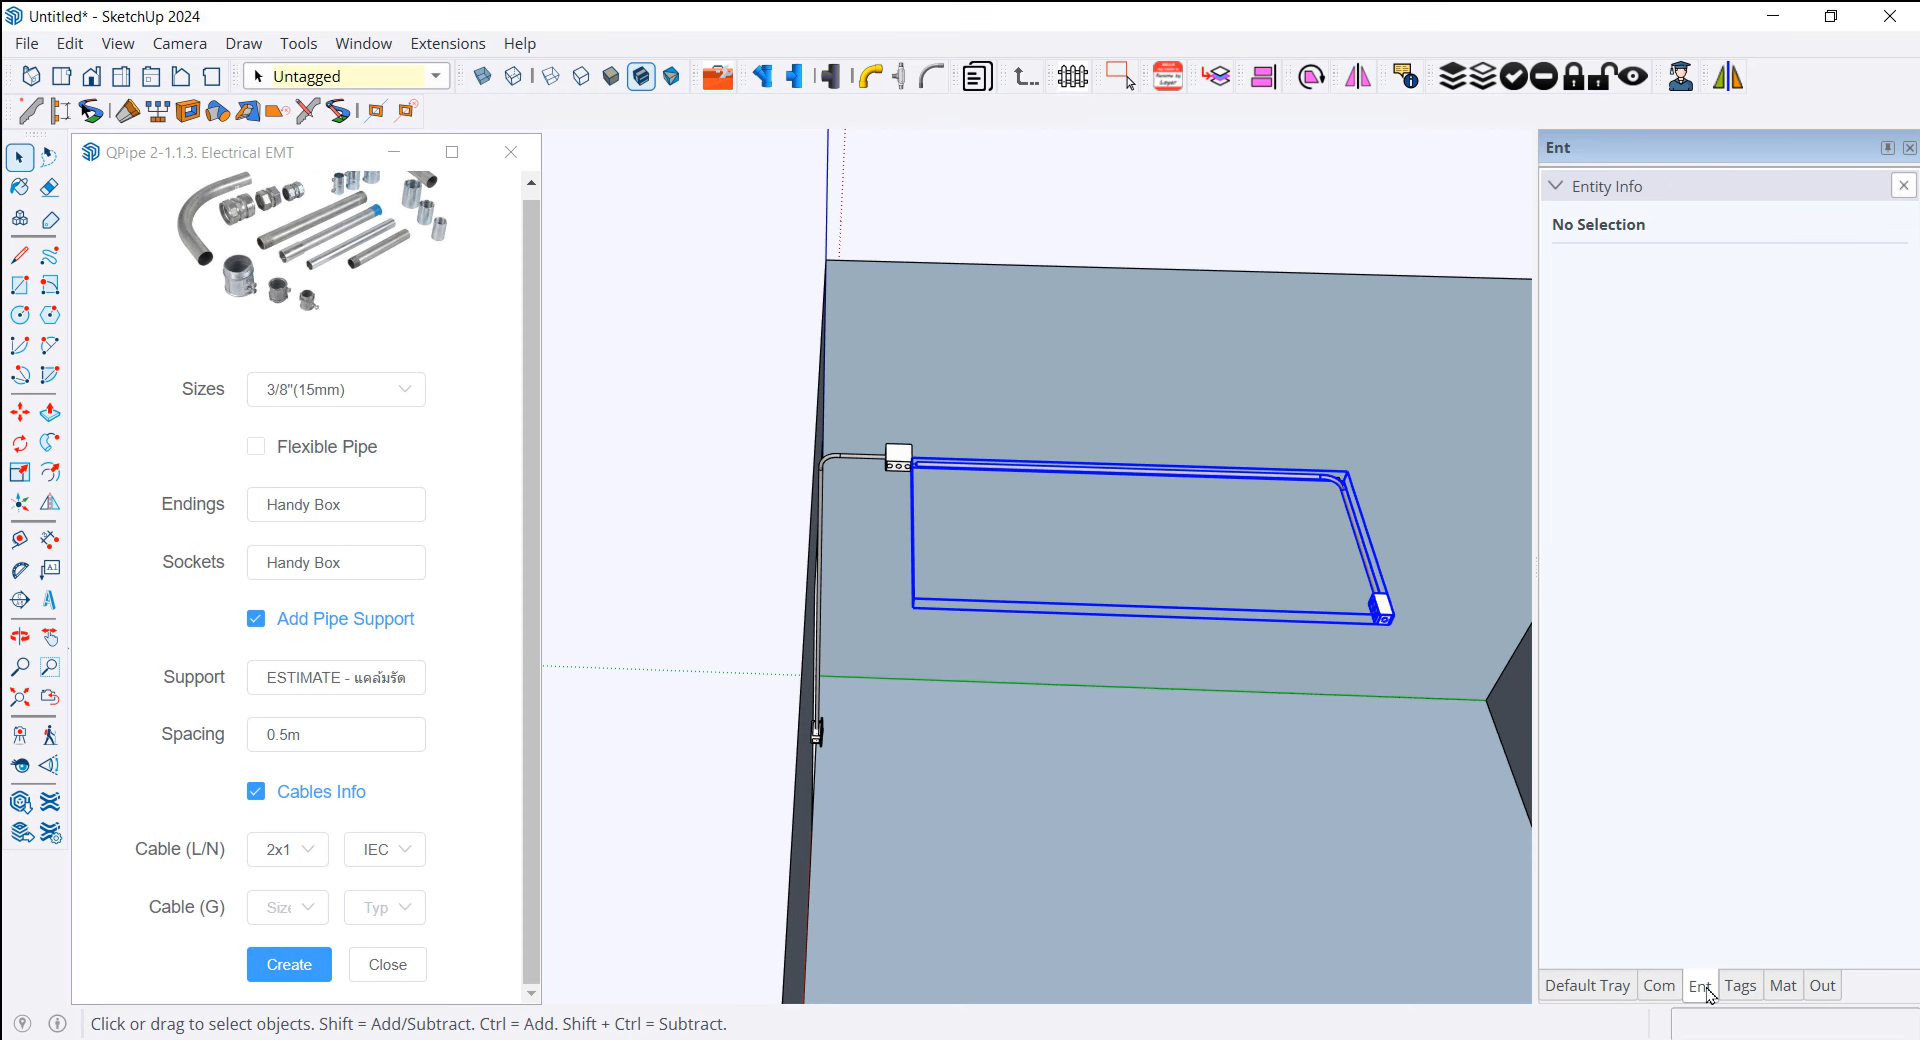 Untitled* - SketchUp 2024
File Edit View Camera Draw Tools Window Extensions Help
Untagged
QPipe 2-1.1.3. Electrical EMT
Sizes 3/8"(15mm)
Flexible Pipe
Endings Handy Box
Sockets Handy Box
Add Pipe Support
Support ESTIMATE - แคล้มรัด
Spacing 0.5m
Cables Info
Cable (L/N) 2x1 IEC
Cable (G) Size Typ
Create Close
Ent
Entity Info
No Selection
Default Tray Com Ent Tags Mat Out
Click or drag to select objects. Shift = Add/Subtract. Ctrl = Add. Shift + Ctrl = Subtract.